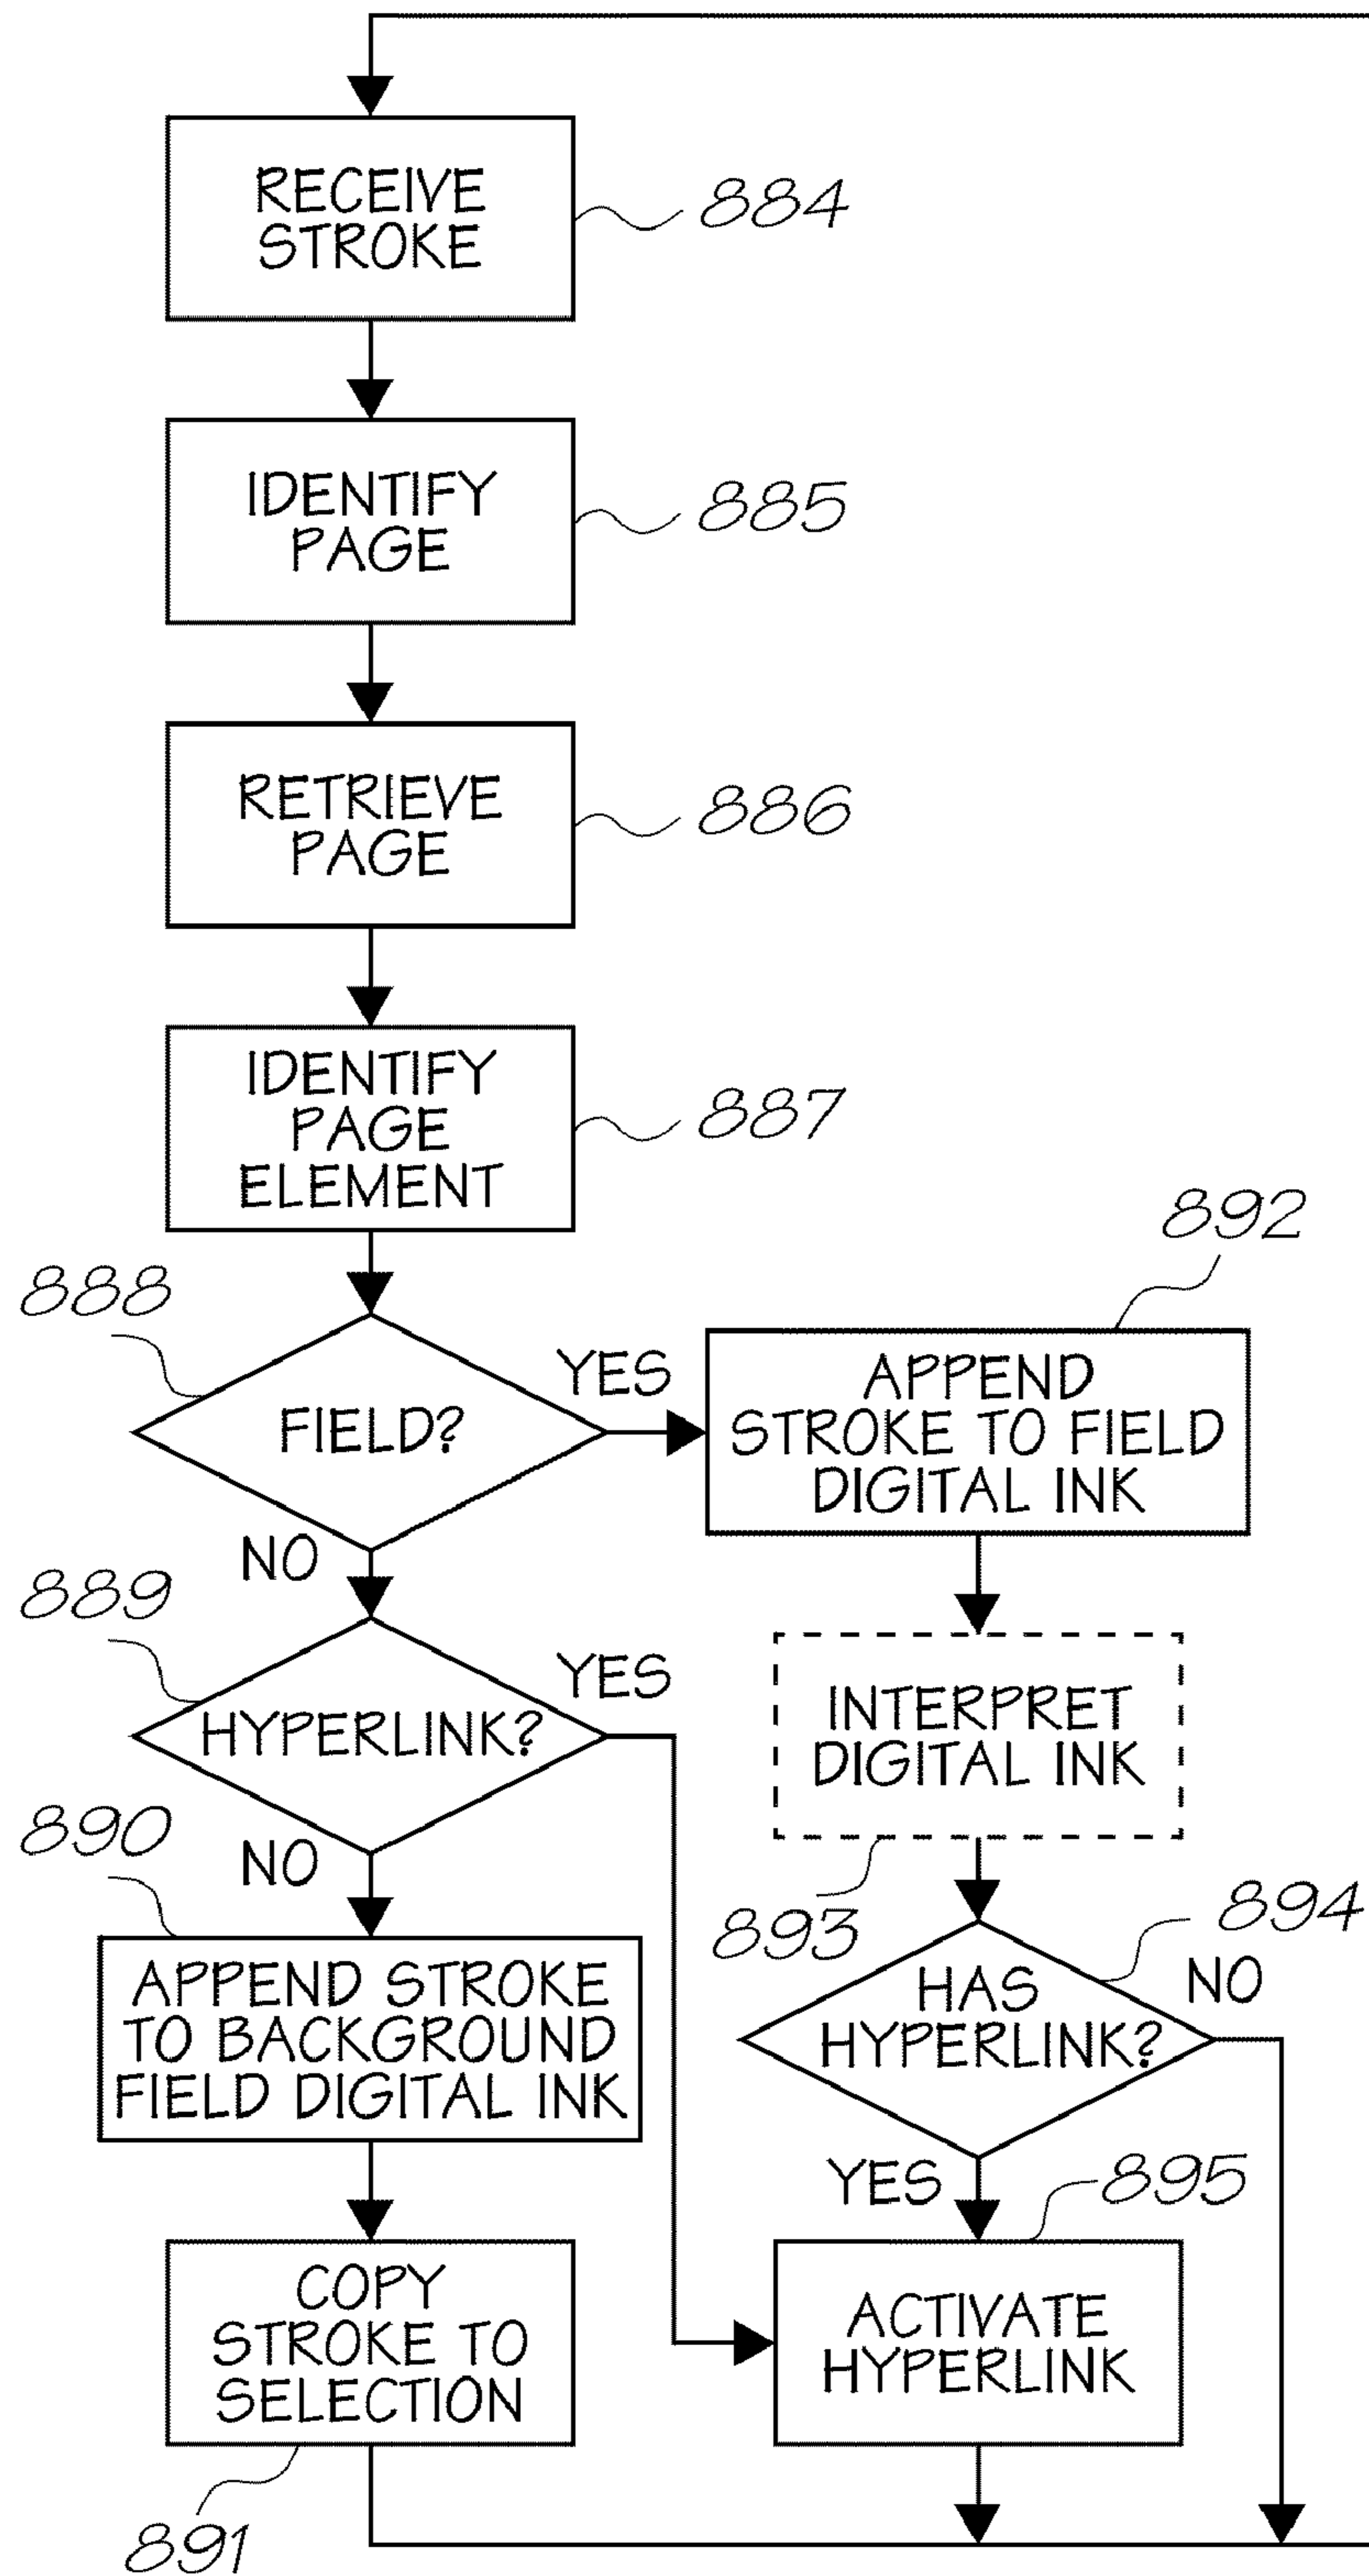 RECEIVE
STROKE
884
IDENTIFY
PAGE
885
RETRIEVE
PAGE
886
IDENTIFY
PAGE
ELEMENT
887
888
FIELD?
YES
NO
892
APPEND
STROKE TO FIELD
DIGITAL INK
889
HYPERLINK?
YES
NO
INTERPRET
DIGITAL INK
893
890
APPEND STROKE
TO BACKGROUND
FIELD DIGITAL INK
894
HAS
HYPERLINK?
NO
YES
895
COPY
STROKE TO
SELECTION
891
ACTIVATE
HYPERLINK